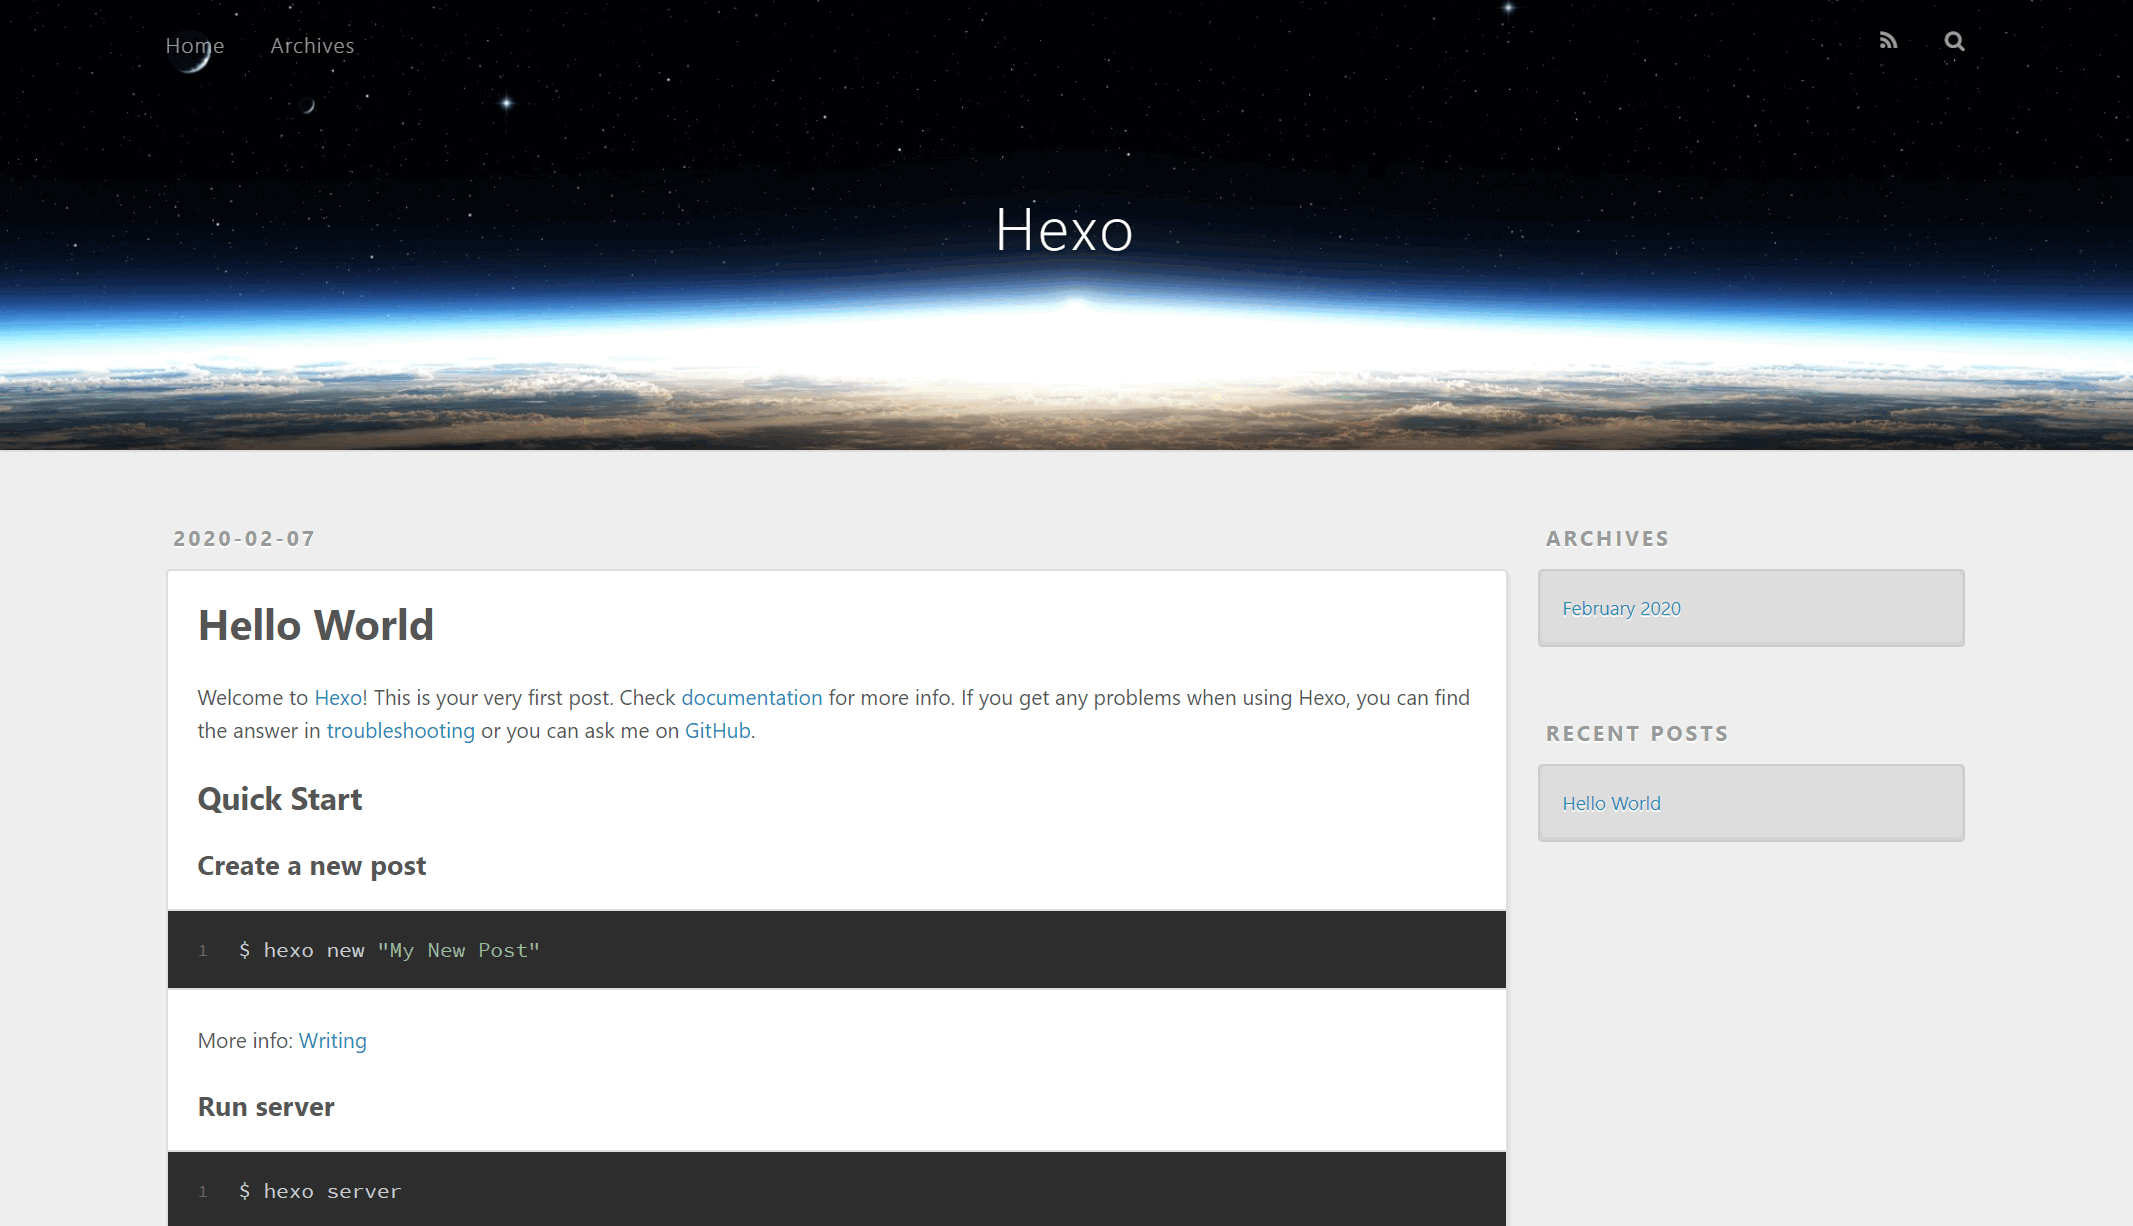 Home Archives
Hexo
2020-02-07
Hello World
Welcome to Hexo! This is your very first post. Check documentation for more info. If you get any problems when using Hexo, you can find
the answer in troubleshooting or you can ask me on GitHub.
Quick Start
Create a new post
1 $ hexo new "My New Post"
More info: Writing
Run server
1 $ hexo server
ARCHIVES
February 2020
RECENT POSTS
Hello World